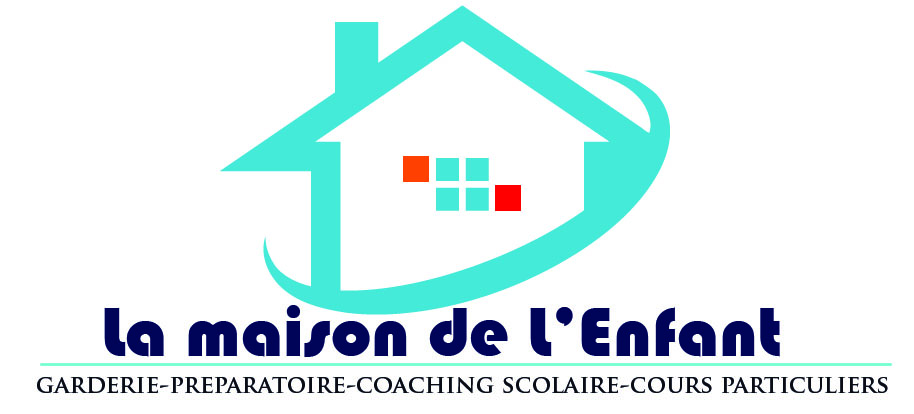 La maison de L'Enfant
GARDERIE-PREPARATOIRE-COACHING SCOLAIRE-COURS PARTICULIERS